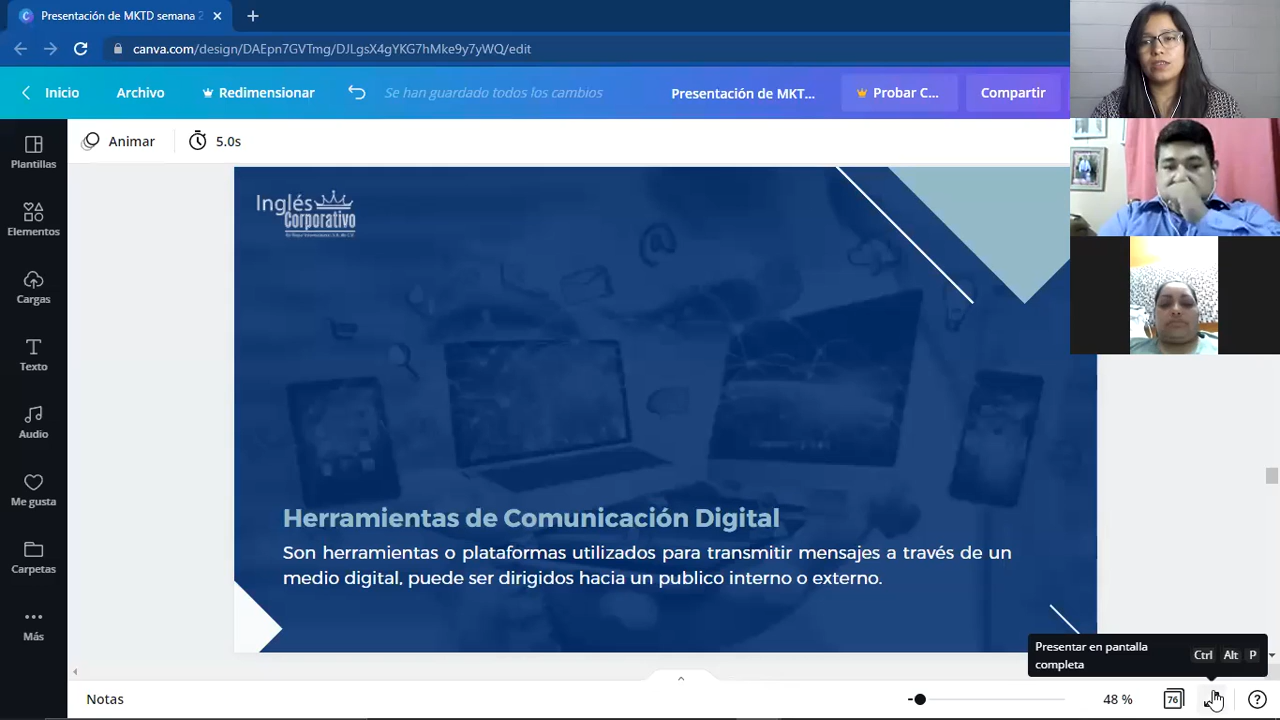 Presentación de MKTD semana 2
canva.com/design/DAEpn7GVTmg/DJLgsX4gYKG7hMke9y7yWQ/edit
Inicio
Archivo
Redimensionar
Se han guardado todos los cambios
Presentación de MKT...
Probar C...
Compartir
Animar
5.0s
Plantillas
Elementos
Cargas
Texto
Audio
Me gusta
Carpetas
Más
Inglés
Corporativo
Herramientas de Comunicación Digital
Son herramientas o plataformas utilizados para transmitir mensajes a través de un
medio digital, puede ser dirigidos hacia un publico interno o externo.
Presentar en pantalla
completa
Ctrl Alt P
Notas
48 %
76